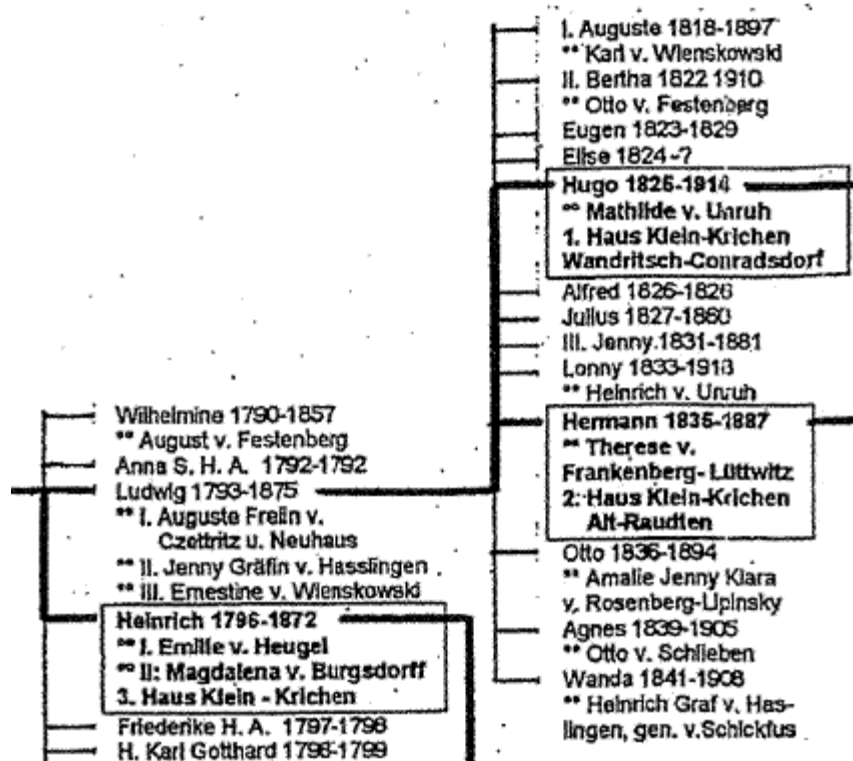 Wilhelmine 1790-1857
°° August v. Festenberg
Anna S. H. A. 1792-1792
Ludwig 1793-1875
°° I. Auguste Freiin v.
Czettritz u. Neuhaus
°° II. Jenny Gräfin v. Hasslingen
°° III. Ernestine v. Wienskowski
Heinrich 1796-1872
°° I. Emilie v. Heugel
°° II: Magdalena v. Burgsdorff
3. Haus Klein - Krichen
Friederike H. A. 1797-1798
H. Karl Gotthard 1798-1799
I. Auguste 1818-1897
°° Karl v. Wienskowski
II. Bertha 1822 1910
°° Otto v. Festenberg
Eugen 1823-1829
Elise 1824-?
Hugo 1825-1914
°° Mathilde v. Unruh
1. Haus Klein-Krichen
Wandritsch-Conradsdorf
Alfred 1826-1826
Julius 1827-1860
III. Jenny 1831-1881
Lonny 1833-1918
°° Heinrich v. Unruh
Hermann 1835-1887
°° Therese v.
Frankenberg- Lüttwitz
2: Haus Klein-Krichen
Alt-Raudten
Otto 1836-1894
°° Amalie Jenny Klara
v. Rosenberg-Lipinsky
Agnes 1839-1905
°° Otto v. Schlieben
Wanda 1841-1908
°° Heinrich Graf v. Has-
lingen, gen. v.Schickfus